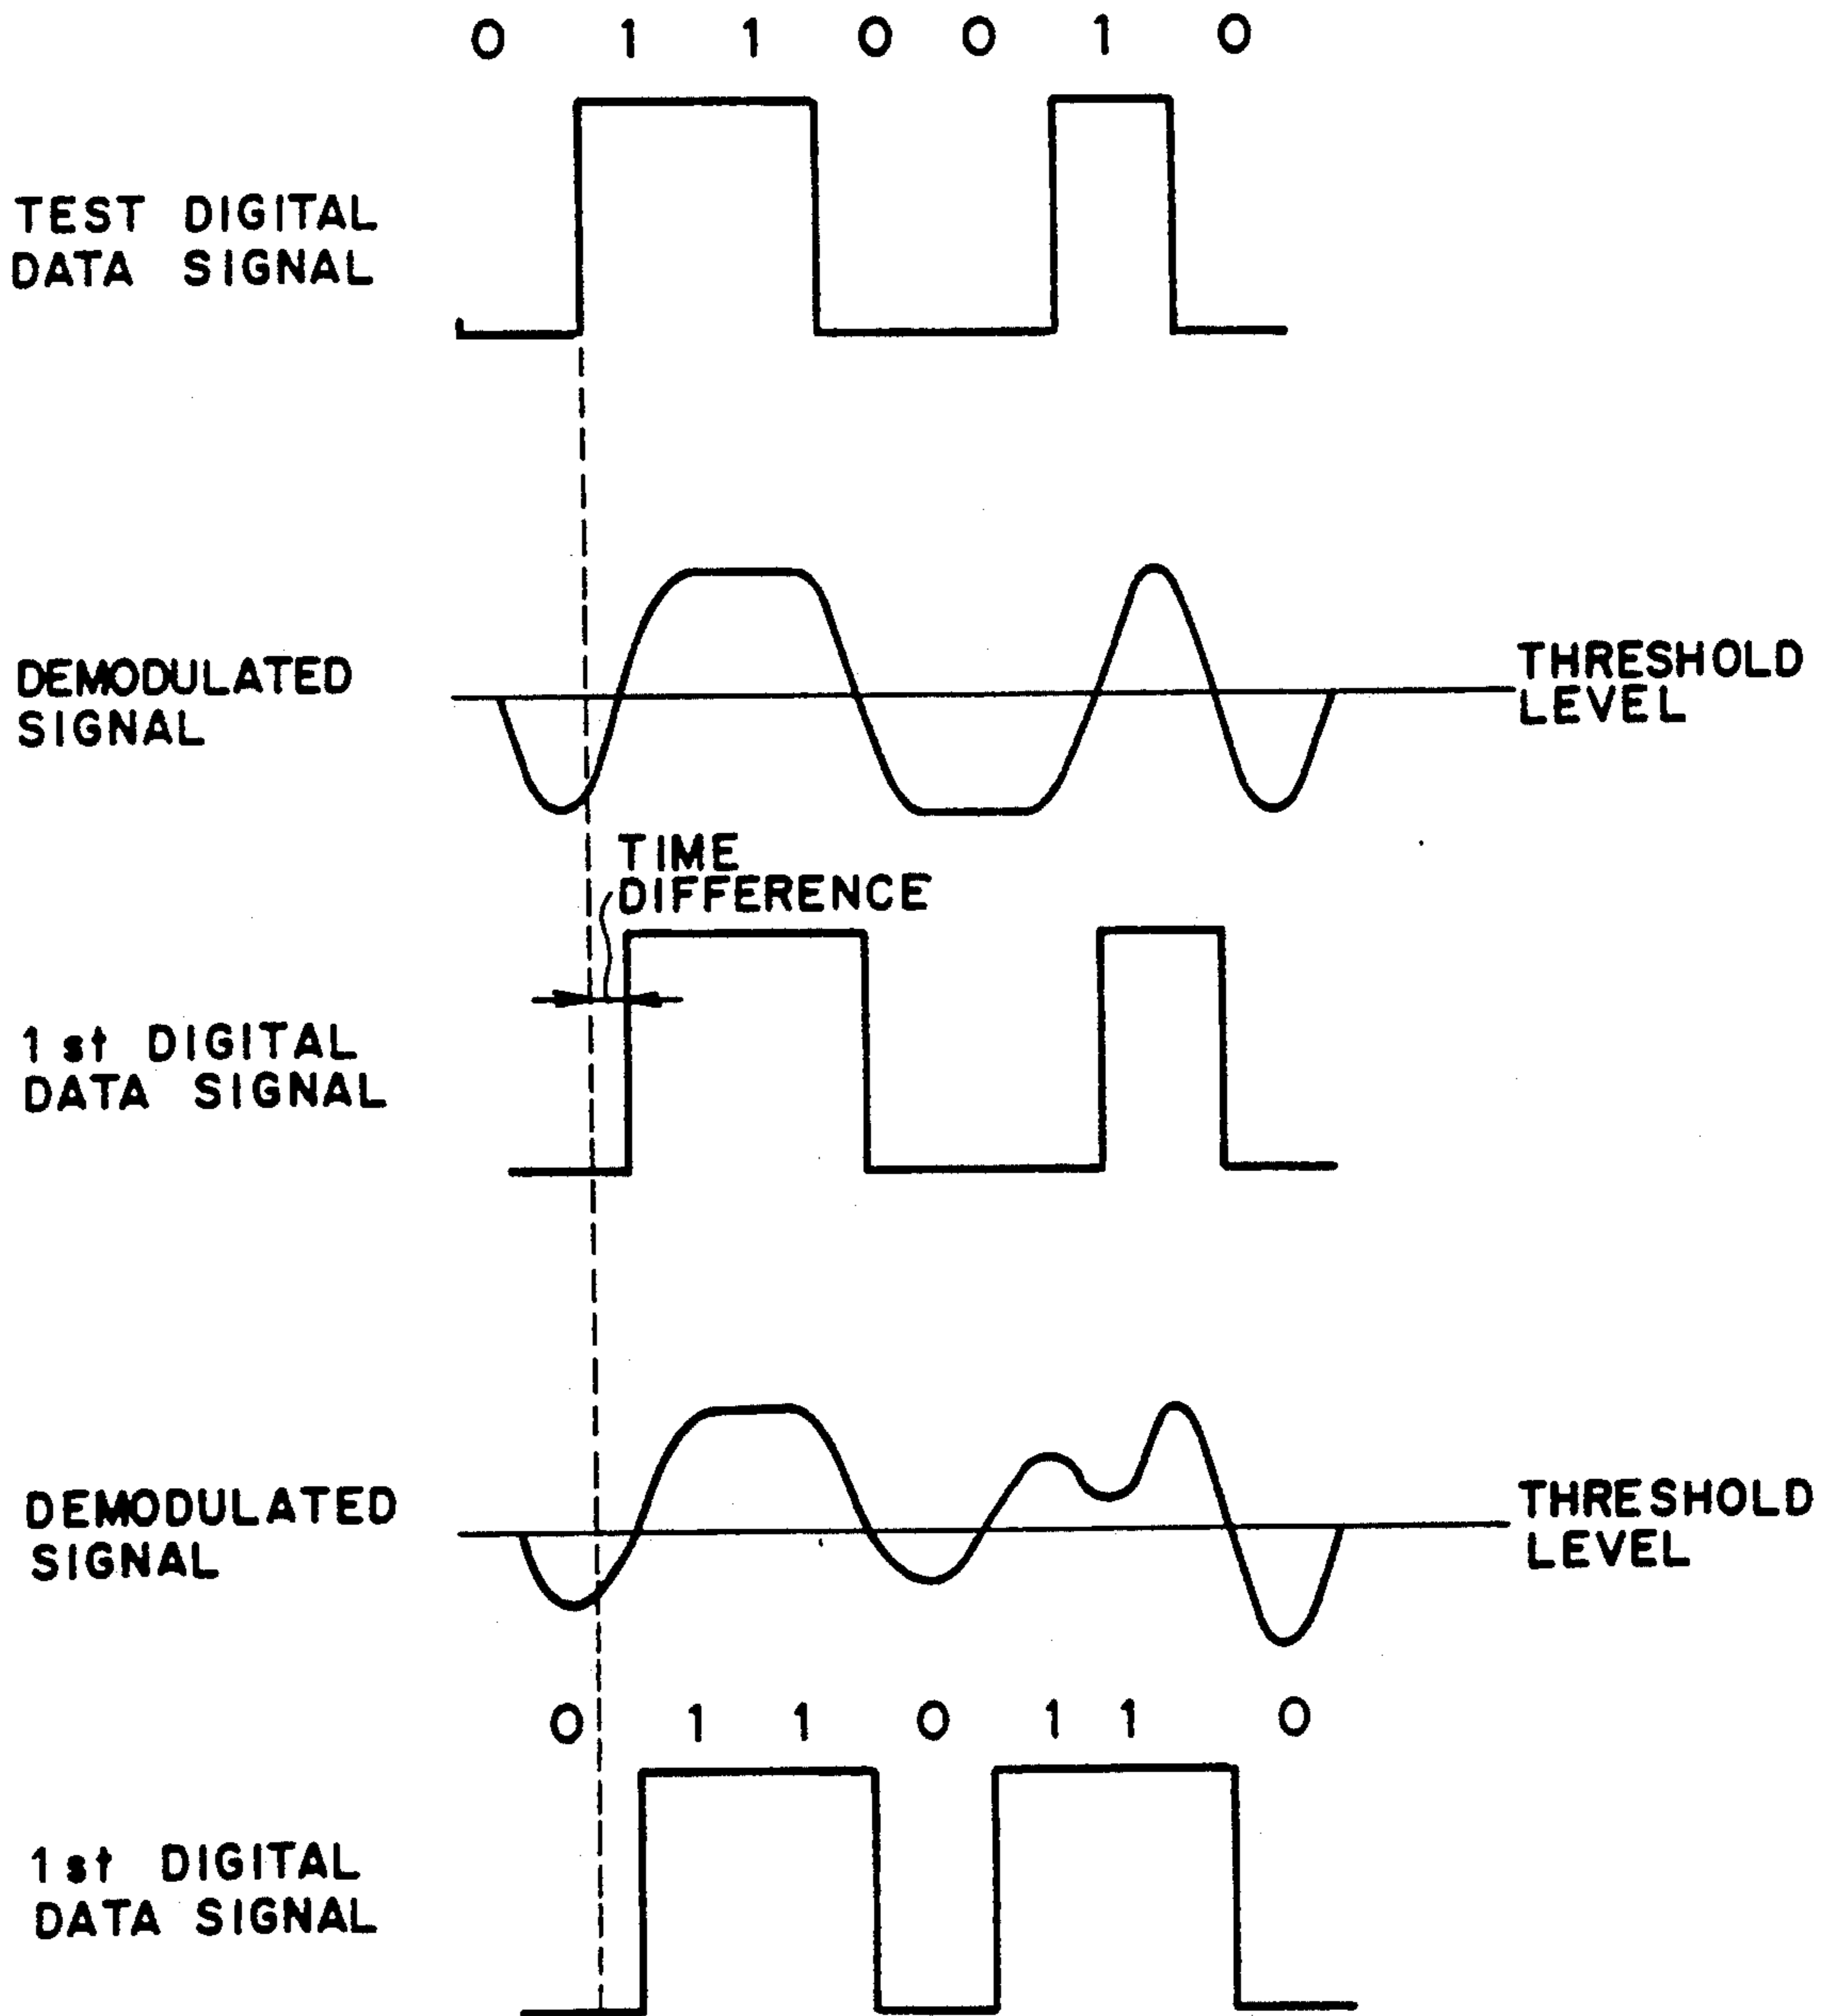 0 1 1 0 0 1 0
TEST DIGITAL
DATA SIGNAL
DEMODULATED
SIGNAL
THRESHOLD
LEVEL
TIME
DIFFERENCE
1st DIGITAL
DATA SIGNAL
DEMODULATED
SIGNAL
THRESHOLD
LEVEL
0 1 1 0 1 1 0
1st DIGITAL
DATA SIGNAL